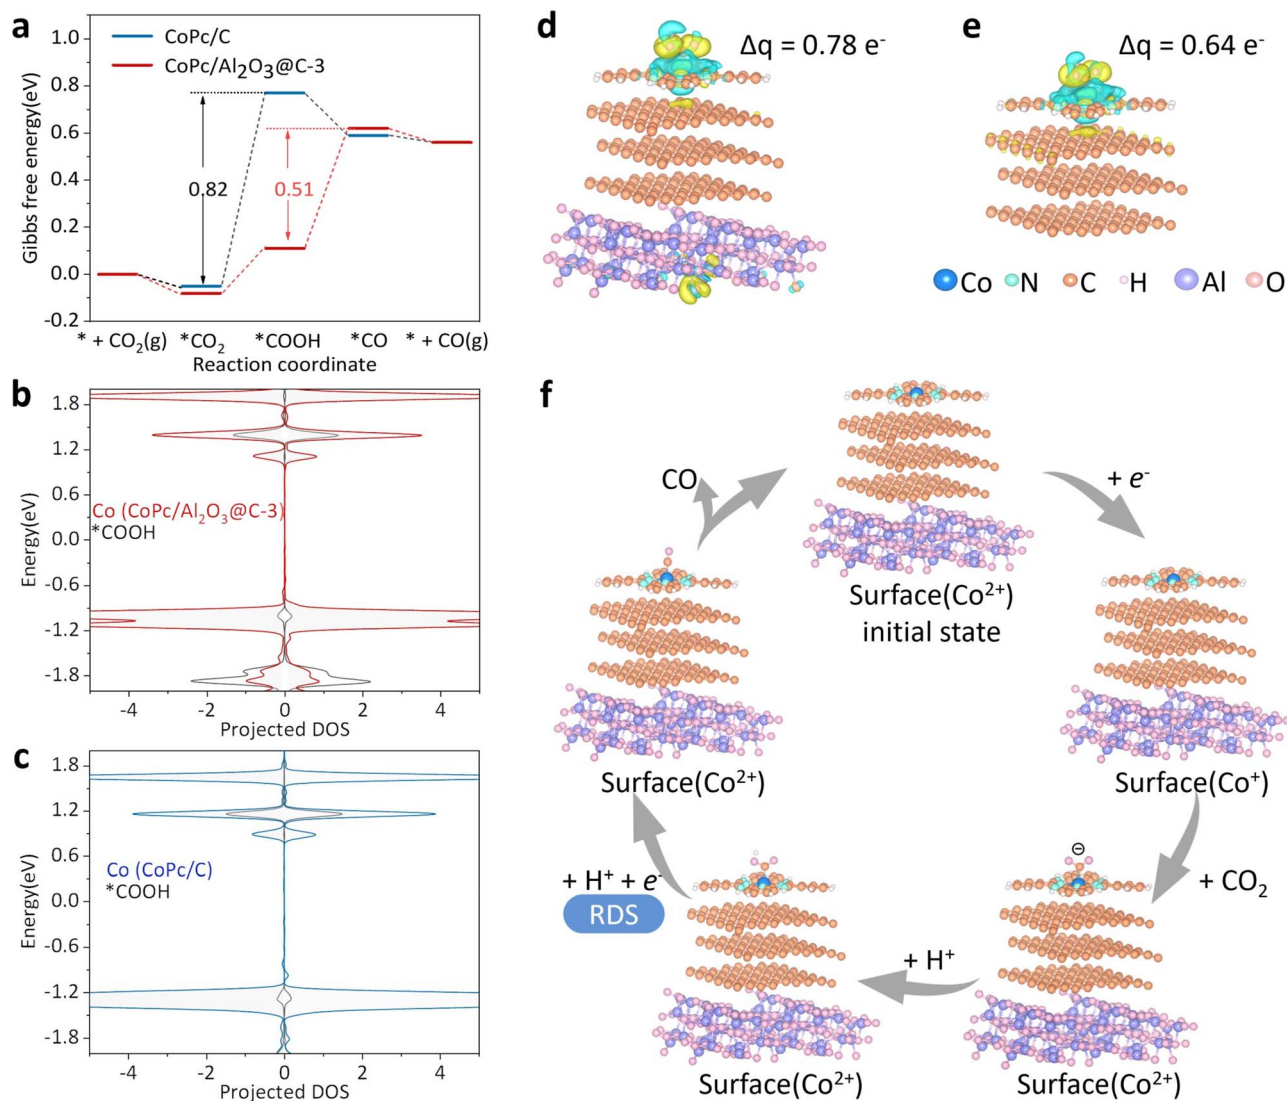 a
1.0
0.8
0.6
0.4
0.2
0.0
-0.2
Gibbs free energy(eV)
CoPc/C
CoPc/Al₂O₃@C-3
0.82
0.51
* + CO₂(g) *CO₂ *COOH *CO * + CO(g)
Reaction coordinate
b
1.8
1.2
0.6
0.0
-0.6
-1.2
-1.8
Energy(eV)
Co (CoPc/Al₂O₃@C-3)
*COOH
-4 -2 0 2 4
Projected DOS
c
1.8
1.2
0.6
0.0
-0.6
-1.2
-1.8
Energy(eV)
Co (CoPc/C)
*COOH
-4 -2 0 2 4
Projected DOS
d
Δq = 0.78 e⁻
e
Δq = 0.64 e⁻
Co N C H Al O
f
CO
+ e⁻
Surface(Co²⁺)
initial state
Surface(Co²⁺)
Surface(Co⁺)
+ H⁺ + e⁻
RDS
+ CO₂
+ H⁺
Surface(Co²⁺)
Surface(Co²⁺)